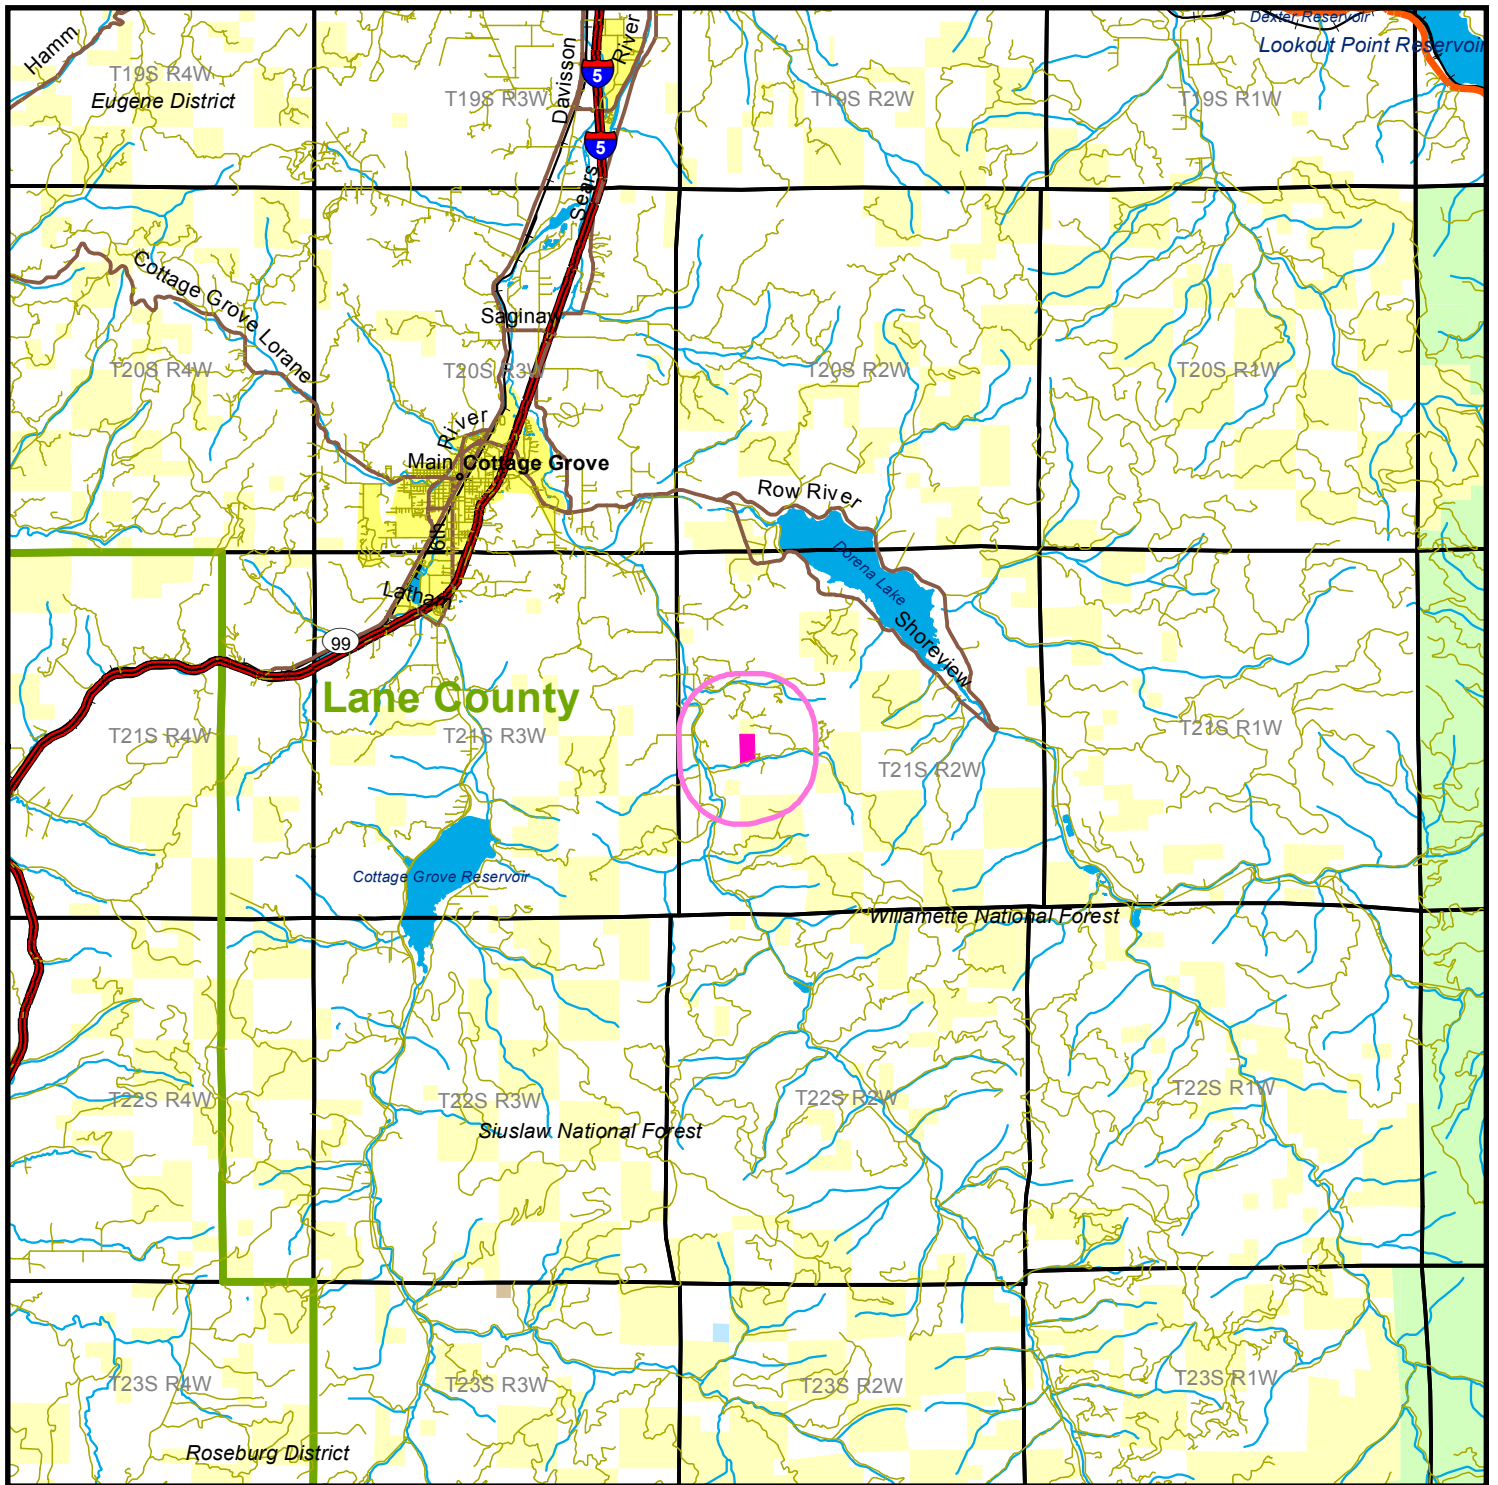 Dexter Reservoir
Lookout Point Reservoir
Hamm
T19S R4W
Eugene District
T19S R3W
Davisson
River
5
5
Sears
T19S R2W
T19S R1W
Cottage Grove Lorane
Saginaw
T20S R4W
T20S R3W
T20S R2W
T20S R1W
River
Main
Cottage Grove
Row River
16th
Dorena Lake
Latham
Shoreview
99
Lane County
T21S R4W
T21S R3W
T21S R2W
T21S R1W
Cottage Grove Reservoir
Willamette National Forest
T22S R4W
T22S R3W
T22S R2W
T22S R1W
Siuslaw National Forest
T23S R4W
T23S R3W
T23S R2W
T23S R1W
Roseburg District